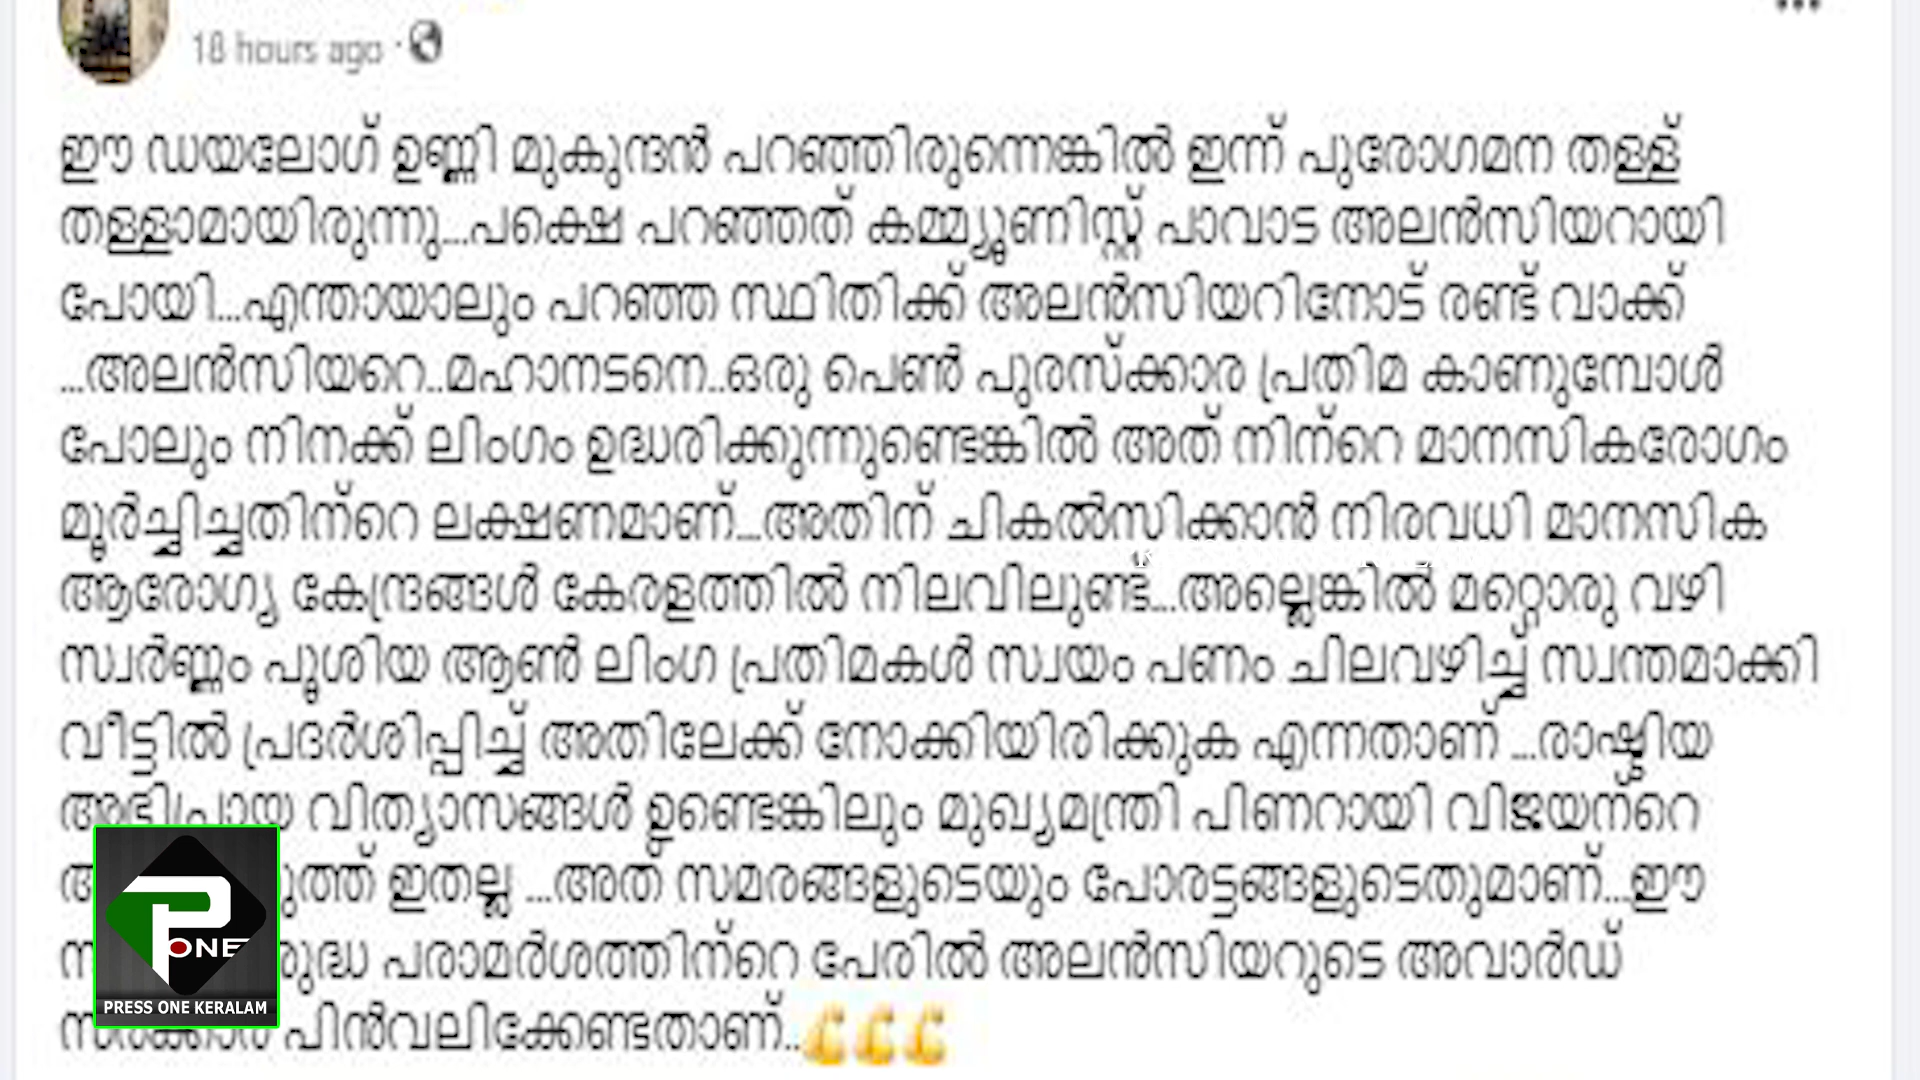 18 hours ago ·
ഈ ഡയലോഗ് ഉണ്ണി മുകുന്ദൻ പറഞ്ഞിരുന്നെങ്കിൽ ഇന്ന് പുരോഗമന തള്ള്
തള്ളാമായിരുന്നു...പക്ഷെ പറഞ്ഞത് കമ്മ്യൂണിസ്റ്റ് പാവാട അലൻസിയറായി
പോയി...എന്തായാലും പറഞ്ഞ സ്ഥിതിക്ക് അലൻസിയറിനോട് രണ്ട് വാക്ക്
...അലൻസിയറെ..മഹാനടനെ..ഒരു പെൺ പുരസ്ക്കാര പ്രതിമ കാണുമ്പോൾ
പോലും നിനക്ക് ലിംഗം ഉദ്ധരിക്കുന്നുണ്ടെങ്കിൽ അത് നിന്റെ മാനസികരോഗം
മൂർച്ച്ചിച്ചതിന്റെ ലക്ഷണമാണ്...അതിന് ചികൽസിക്കാൻ നിരവധി മാനസിക
ആരോഗ്യ കേന്ദ്രങ്ങൾ കേരളത്തിൽ നിലവിലുണ്ട്...അല്ലെങ്കിൽ മറ്റൊരു വഴി
സ്വർണ്ണം പൂശിയ ആൺ ലിംഗ പ്രതിമകൾ സ്വയം പണം ചിലവഴിച്ച് സ്വന്തമാക്കി
വീട്ടിൽ പ്രദർശിപ്പിച്ച് അതിലേക്ക് നോക്കിയിരിക്കുക എന്നതാണ് ...രാഷ്ട്രിയ
അഭിപ്രായ വിത്യാസങ്ങൾ ഉണ്ടെങ്കിലും മുഖ്യമന്ത്രി പിണറായി വിജയന്റെ
ഇതല്ല ...അത് സമരങ്ങളുടെയും പോരട്ടങ്ങളുടെതുമാണ്...ഈ
പരാമർശത്തിന്റെ പേരിൽ അലൻസിയറുടെ അവാർഡ്
പിൻവലിക്കേണ്ടതാണ്..💪💪💪
P ONE
PRESS ONE KERALAM